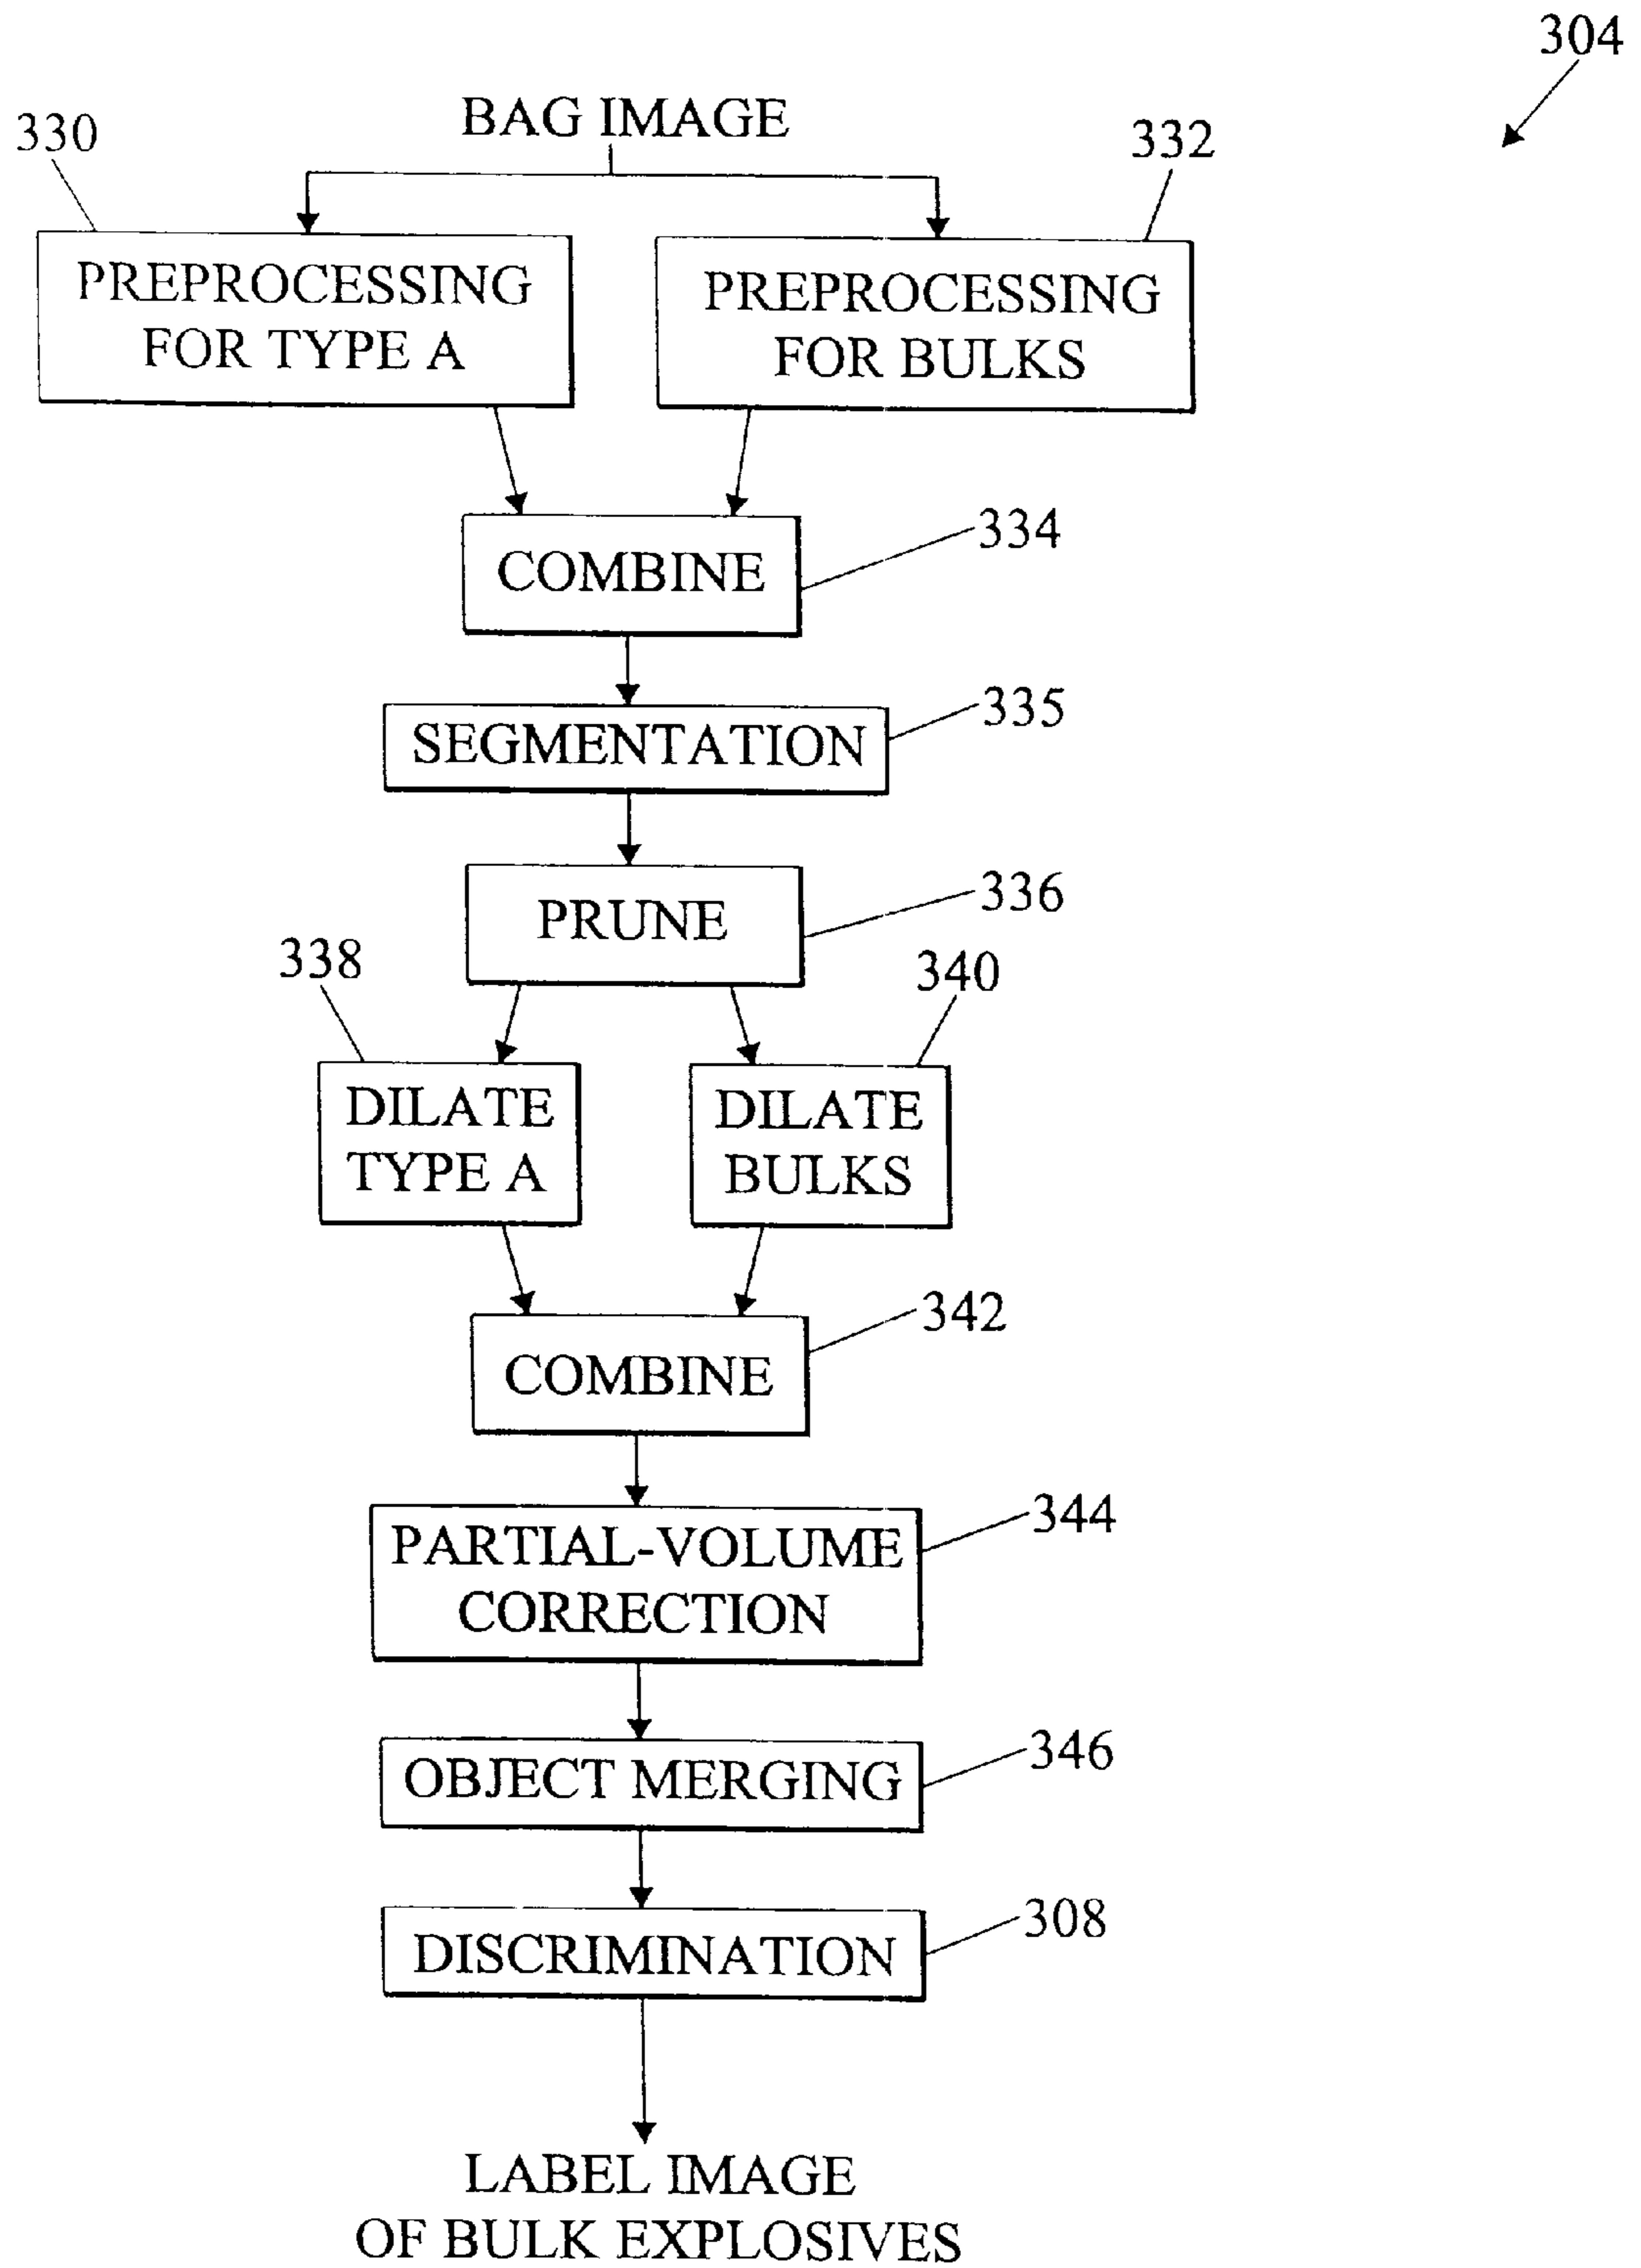 304
BAG IMAGE
330
332
PREPROCESSING
FOR TYPE A
PREPROCESSING
FOR BULKS
334
COMBINE
335
SEGMENTATION
336
PRUNE
338
340
DILATE
TYPE A
DILATE
BULKS
342
COMBINE
344
PARTIAL-VOLUME
CORRECTION
346
OBJECT MERGING
308
DISCRIMINATION
LABEL IMAGE
OF BULK EXPLOSIVES